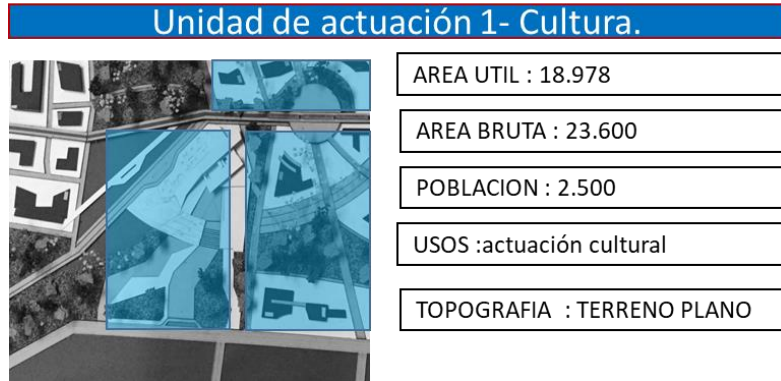 Unidad de actuación 1- Cultura.
AREA UTIL : 18.978
AREA BRUTA : 23.600
POBLACION : 2.500
USOS :actuación cultural
TOPOGRAFIA : TERRENO PLANO